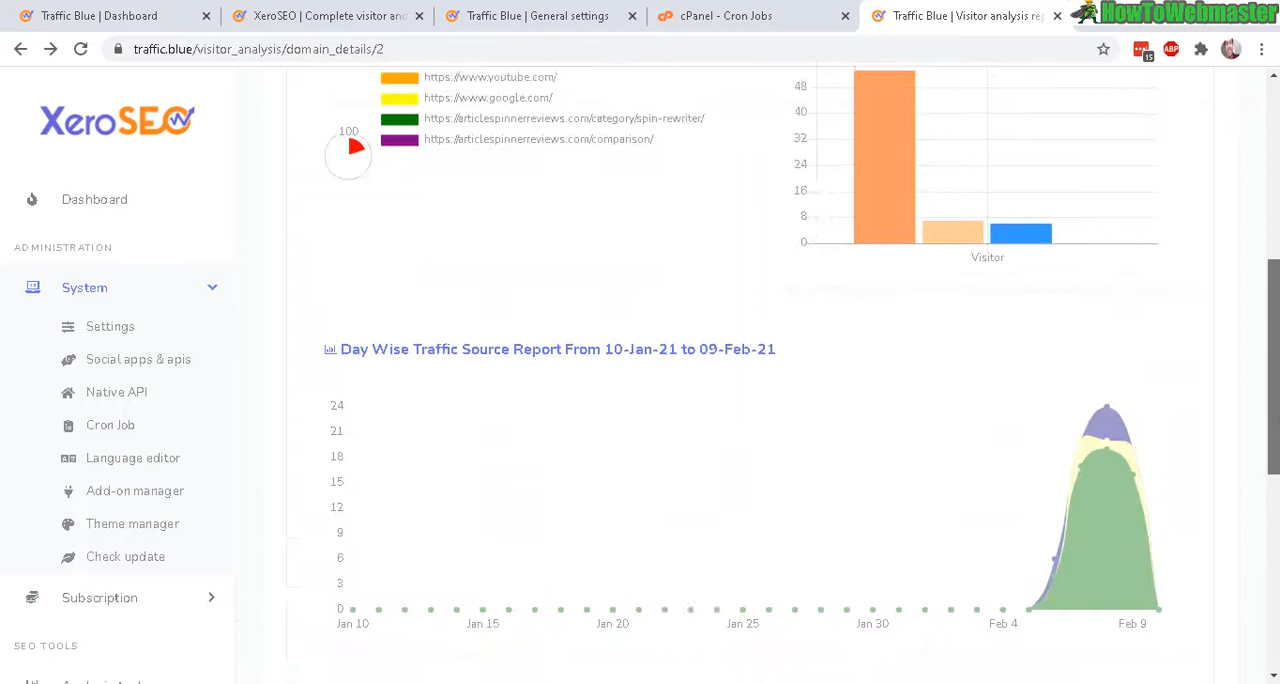 Traffic Blue | Dashboard
XeroSEO | Complete visitor and
Traffic Blue | General settings
cPanel - Cron Jobs
Traffic Blue | Visitor analysis rep
HowToWebmaster
traffic.blue/visitor_analysis/domain_details/2
15
ABP
XeroSEO
Dashboard
ADMINISTRATION
System
Settings
Social apps & apis
Native API
Cron Job
Language editor
Add-on manager
Theme manager
Check update
Subscription
SEO TOOLS
https://www.youtube.com/
https://www.google.com/
https://articlespinnerreviews.com/category/spin-rewriter/
https://articlespinnerreviews.com/comparison/
100
48
40
32
24
16
8
0
Visitor
Day Wise Traffic Source Report From 10-Jan-21 to 09-Feb-21
24
21
18
15
12
9
6
3
0
Jan 10
Jan 15
Jan 20
Jan 25
Jan 30
Feb 4
Feb 9